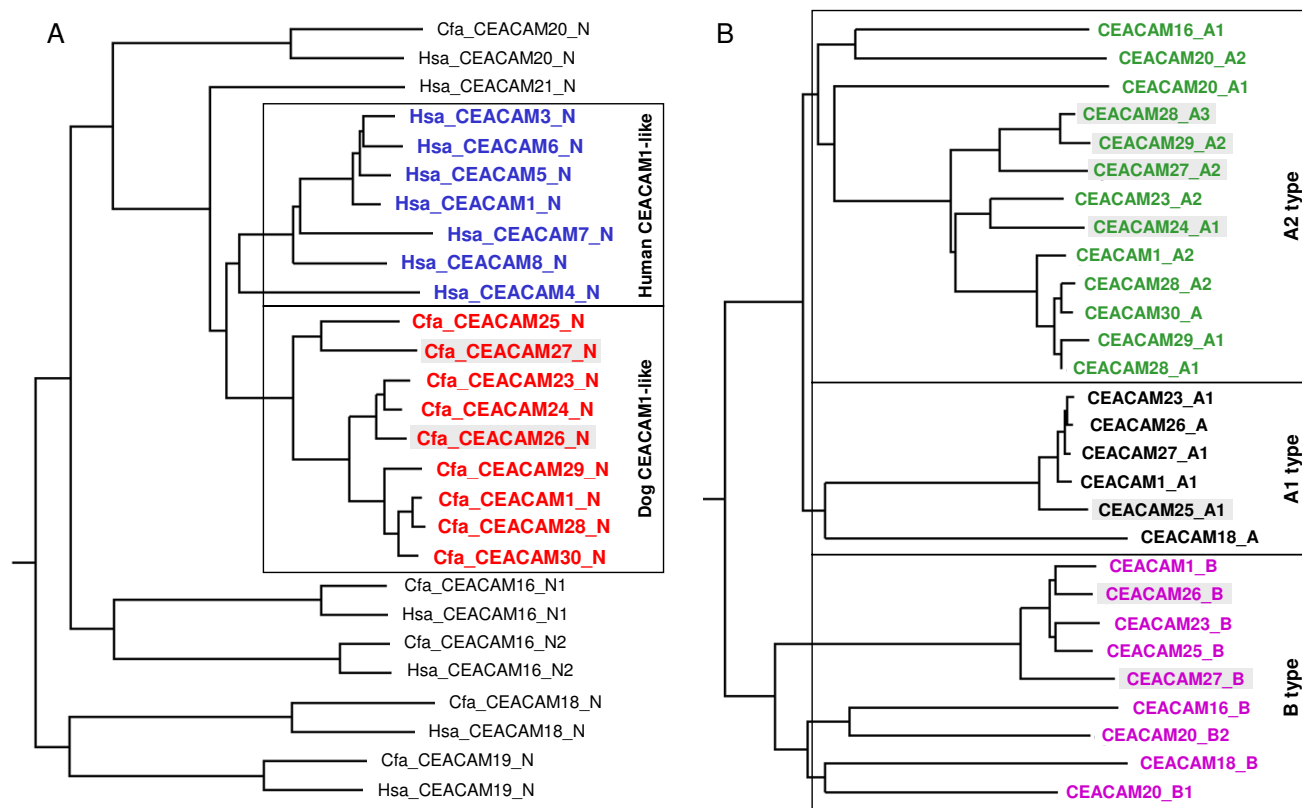 A
Cfa_CEACAM20_N
Hsa_CEACAM20_N
Hsa_CEACAM21_N
Hsa_CEACAM3_N
Hsa_CEACAM6_N
Hsa_CEACAM5_N
Hsa_CEACAM1_N
Hsa_CEACAM7_N
Hsa_CEACAM8_N
Hsa_CEACAM4_N
Human CEACAM1-like
Cfa_CEACAM25_N
Cfa_CEACAM27_N
Cfa_CEACAM23_N
Cfa_CEACAM24_N
Cfa_CEACAM26_N
Cfa_CEACAM29_N
Cfa_CEACAM1_N
Cfa_CEACAM28_N
Cfa_CEACAM30_N
Dog CEACAM1-like
Cfa_CEACAM16_N1
Hsa_CEACAM16_N1
Cfa_CEACAM16_N2
Hsa_CEACAM16_N2
Cfa_CEACAM18_N
Hsa_CEACAM18_N
Cfa_CEACAM19_N
Hsa_CEACAM19_N
B
CEACAM16_A1
CEACAM20_A2
CEACAM20_A1
CEACAM28_A3
CEACAM29_A2
CEACAM27_A2
CEACAM23_A2
CEACAM24_A1
CEACAM1_A2
CEACAM28_A2
CEACAM30_A
CEACAM29_A1
CEACAM28_A1
A2 type
CEACAM23_A1
CEACAM26_A
CEACAM27_A1
CEACAM1_A1
CEACAM25_A1
CEACAM18_A
A1 type
CEACAM1_B
CEACAM26_B
CEACAM23_B
CEACAM25_B
CEACAM27_B
CEACAM16_B
CEACAM20_B2
CEACAM18_B
CEACAM20_B1
B type